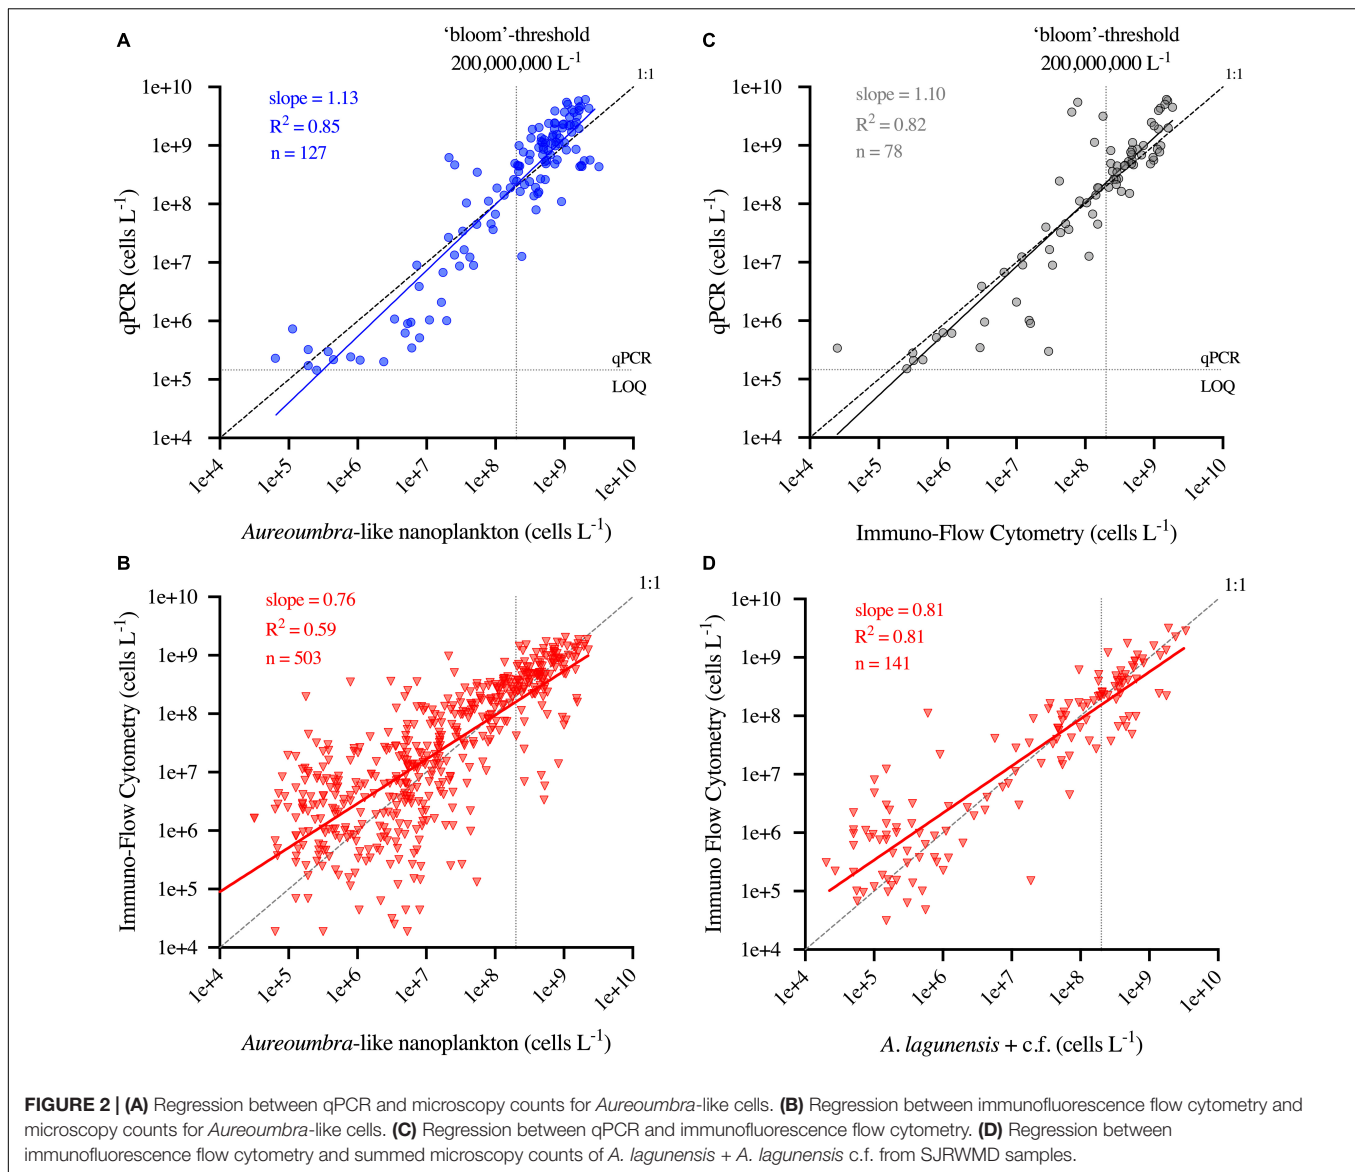 A
'bloom'-threshold
200,000,000 L-1
1:1
slope = 1.13
R2 = 0.85
n = 127
1e+10
1e+9
1e+8
1e+7
1e+6
1e+5
1e+4
qPCR (cells L-1)
qPCR
LOQ
1e+4
1e+5
1e+6
1e+7
1e+8
1e+9
1e+10
Aureoumbra-like nanoplankton (cells L-1)
C
'bloom'-threshold
200,000,000 L-1
1:1
slope = 1.10
R2 = 0.82
n = 78
1e+10
1e+9
1e+8
1e+7
1e+6
1e+5
1e+4
qPCR (cells L-1)
qPCR
LOQ
1e+4
1e+5
1e+6
1e+7
1e+8
1e+9
1e+10
Immuno-Flow Cytometry (cells L-1)
B
1:1
slope = 0.76
R2 = 0.59
n = 503
1e+10
1e+9
1e+8
1e+7
1e+6
1e+5
1e+4
Immuno-Flow Cytometry (cells L-1)
1e+4
1e+5
1e+6
1e+7
1e+8
1e+9
1e+10
Aureoumbra-like nanoplankton (cells L-1)
D
1:1
slope = 0.81
R2 = 0.81
n = 141
1e+10
1e+9
1e+8
1e+7
1e+6
1e+5
1e+4
Immuno Flow Cytometry (cells L-1)
1e+4
1e+5
1e+6
1e+7
1e+8
1e+9
1e+10
A. lagunensis + c.f. (cells L-1)
FIGURE 2 | (A) Regression between qPCR and microscopy counts for Aureoumbra-like cells. (B) Regression between immunofluorescence flow cytometry and
microscopy counts for Aureoumbra-like cells. (C) Regression between qPCR and immunofluorescence flow cytometry. (D) Regression between
immunofluorescence flow cytometry and summed microscopy counts of A. lagunensis + A. lagunensis c.f. from SJRWMD samples.